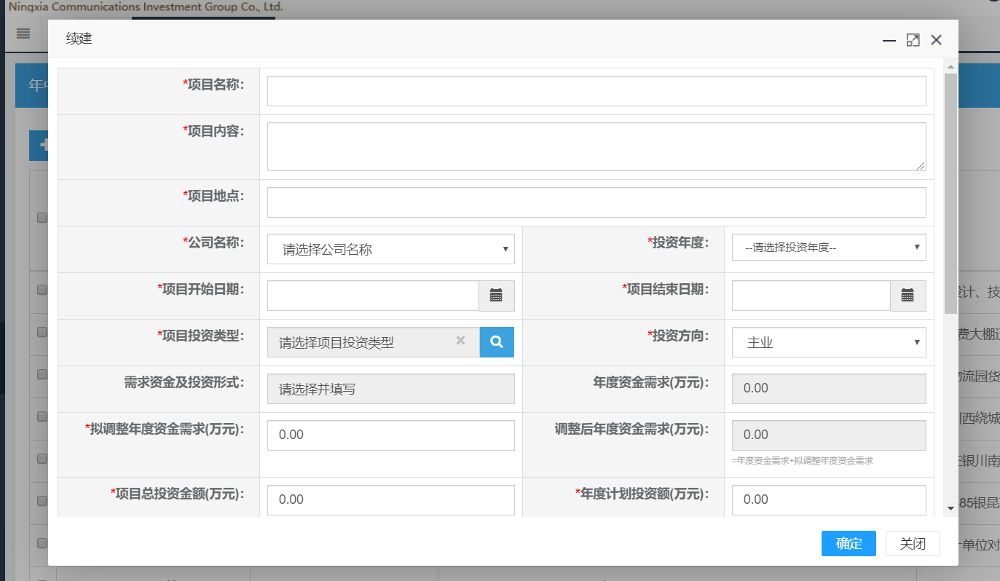 Ningxia Communications Investment Group Co., Ltd.
续建
年中
*项目名称：
*项目内容：
*项目地点：
*公司名称： 请选择公司名称 *投资年度： --请选择投资年度--
*项目开始日期： *项目结束日期：
*项目投资类型： 请选择项目投资类型 *投资方向： 主业
需求资金及投资形式： 请选择并填写 年度资金需求(万元)： 0.00
*拟调整年度资金需求(万元)： 0.00 调整后年度资金需求(万元)： 0.00
=年度资金需求+拟调整年度资金需求
*项目总投资金额(万元)： 0.00 *年度计划投资额(万元)： 0.00
确定 关闭
设计、技
费大棚
物流园货
西绕城
银川南
85银昆
单位对